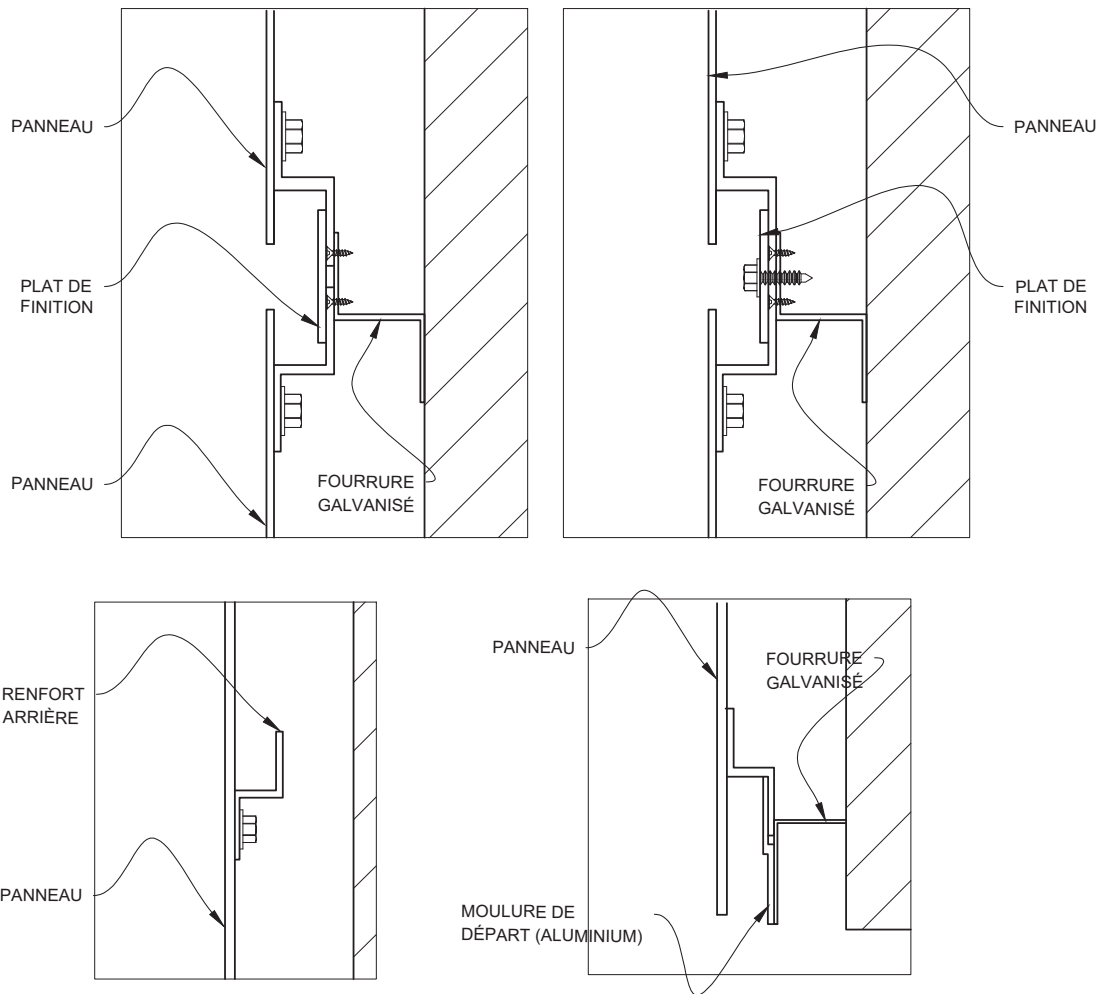 PANNEAU
PLAT DE
FINITION
PANNEAU
FOURRURE
GALVANISÉ
PANNEAU
PLAT DE
FINITION
FOURRURE
GALVANISÉ
RENFORT
ARRIÈRE
PANNEAU
PANNEAU
FOURRURE
GALVANISÉ
MOULURE DE
DÉPART (ALUMINIUM)